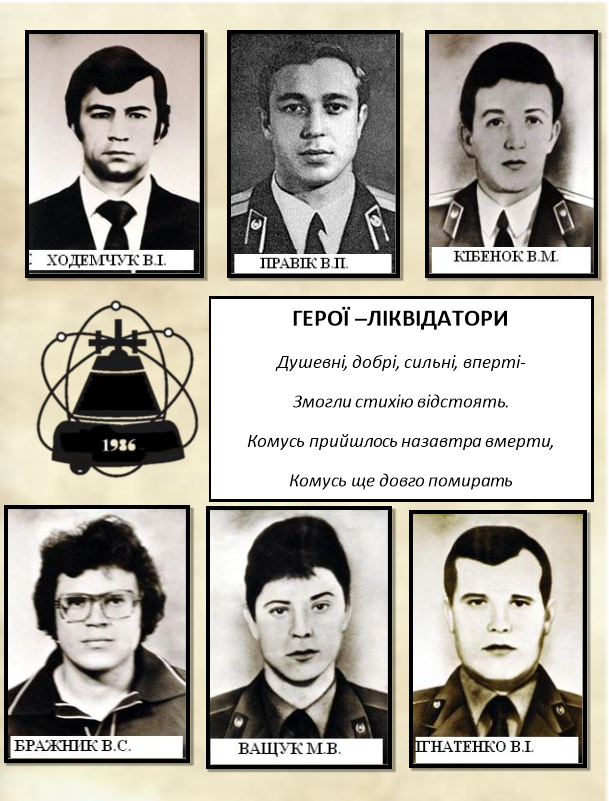 ХОДЕМЧУК В.І.
ПРАВІК В.П.
КІБЕНОК В.М.
ГЕРОЇ –ЛІКВІДАТОРИ
Душевні, добрі, сильні, вперті-
Змогли стихію відстоять.
Комусь прийшлось назавтра вмерти,
Комусь ще довго помирать
1986
БРАЖНИК В.С.
ВАЩУК М.В.
ІГНАТЕНКО В.І.